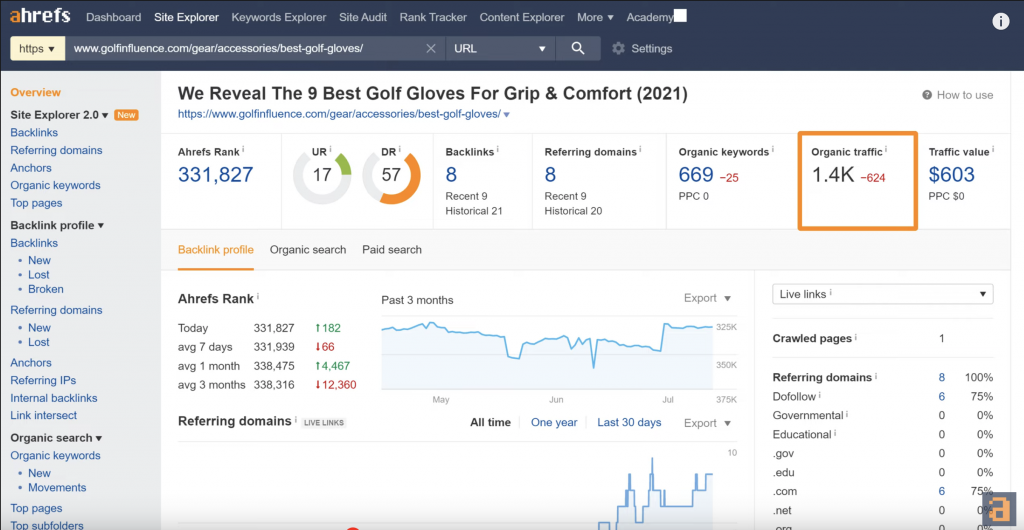 ahrefs Dashboard Site Explorer Keywords Explorer Site Audit Rank Tracker Content Explorer More Academy
https www.golfinfluence.com/gear/accessories/best-golf-gloves/ URL Settings
Overview
Site Explorer 2.0 New
Backlinks
Referring domains
Anchors
Organic keywords
Top pages
Backlink profile
Backlinks
New
Lost
Broken
Referring domains
New
Lost
Anchors
Referring IPs
Internal backlinks
Link intersect
Organic search
Organic keywords
New
Movements
Top pages
Top subfolders
We Reveal The 9 Best Golf Gloves For Grip & Comfort (2021)
How to use
https://www.golfinfluence.com/gear/accessories/best-golf-gloves/
Ahrefs Rank i
331,827
UR i
17
DR i
57
Backlinks i
8
Recent 9
Historical 21
Referring domains i
8
Recent 9
Historical 20
Organic keywords i
669 −25
PPC 0
Organic traffic i
1.4K −624
Traffic value i
$603
PPC $0
Backlink profile Organic search Paid search
Ahrefs Rank i
Today 331,827 ↑182
avg 7 days 331,939 ↓66
avg 1 month 338,475 ↑4,467
avg 3 months 338,316 ↓12,360
Past 3 months Export
325K
350K
375K
May Jun Jul
Referring domains i LIVE LINKS All time One year Last 30 days Export
10
Live links i
Crawled pages i 1
Referring domains i 8 100%
Dofollow i 6 75%
Governmental i 0 0%
Educational i 0 0%
.gov 0 0%
.edu 0 0%
.com 6 75%
.net 0 0%
.org
a